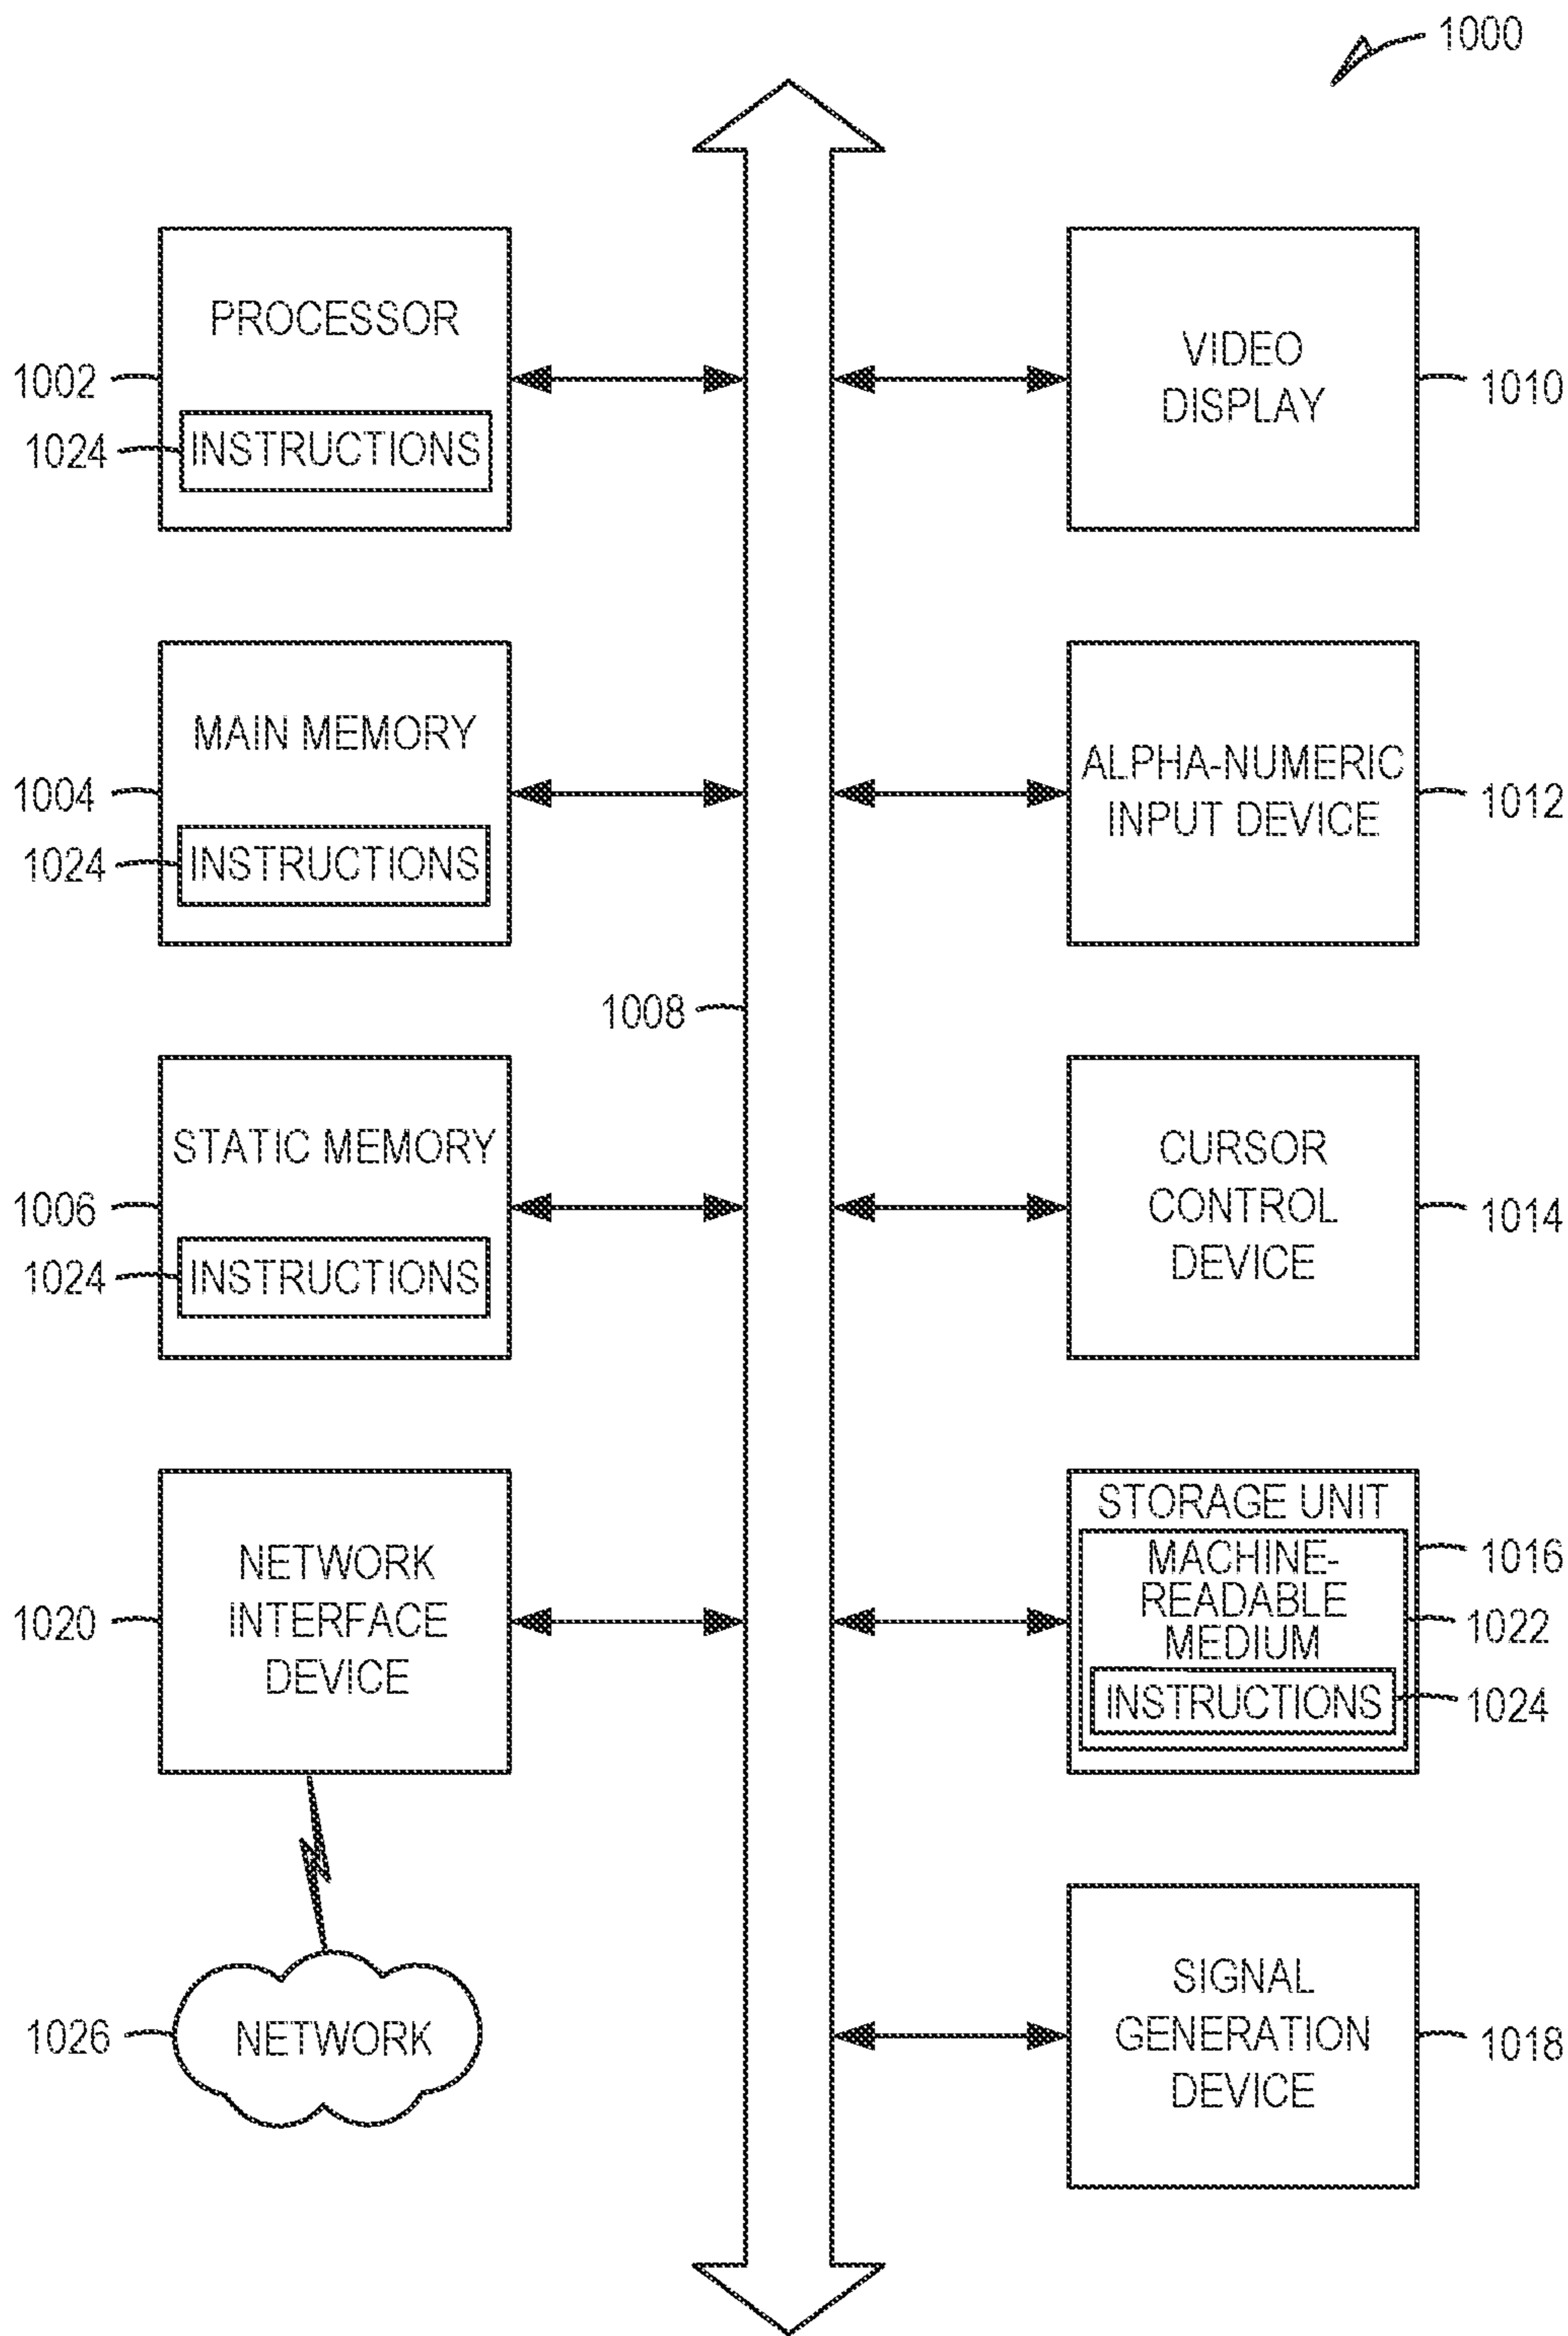 1000
PROCESSOR
1002
1024
INSTRUCTIONS
VIDEO
DISPLAY
1010
MAIN MEMORY
1004
1024
INSTRUCTIONS
ALPHA-NUMERIC
INPUT DEVICE
1012
1008
STATIC MEMORY
1006
1024
INSTRUCTIONS
CURSOR
CONTROL
DEVICE
1014
NETWORK
INTERFACE
DEVICE
1020
STORAGE UNIT
MACHINE-
READABLE
MEDIUM
INSTRUCTIONS
1016
1022
1024
1026
NETWORK
SIGNAL
GENERATION
DEVICE
1018